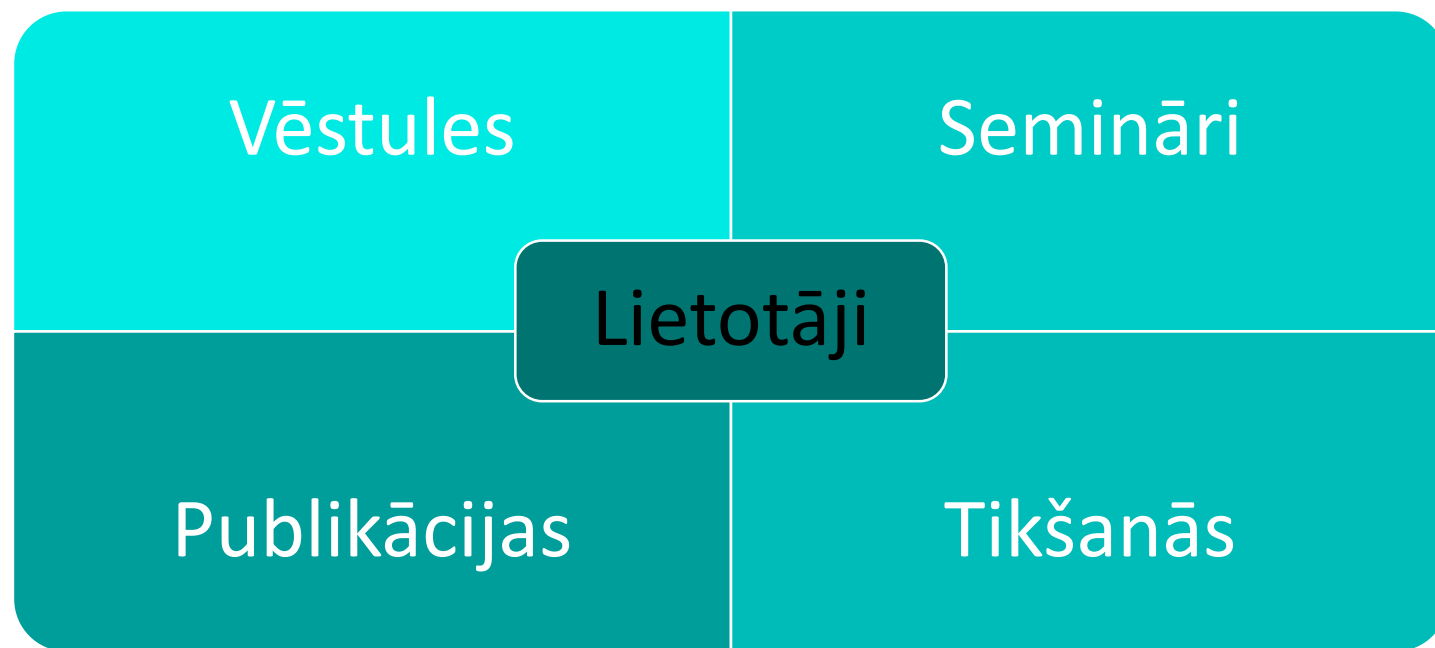 Vēstules
Semināri
Lietotāji
Publikācijas
Tikšanās